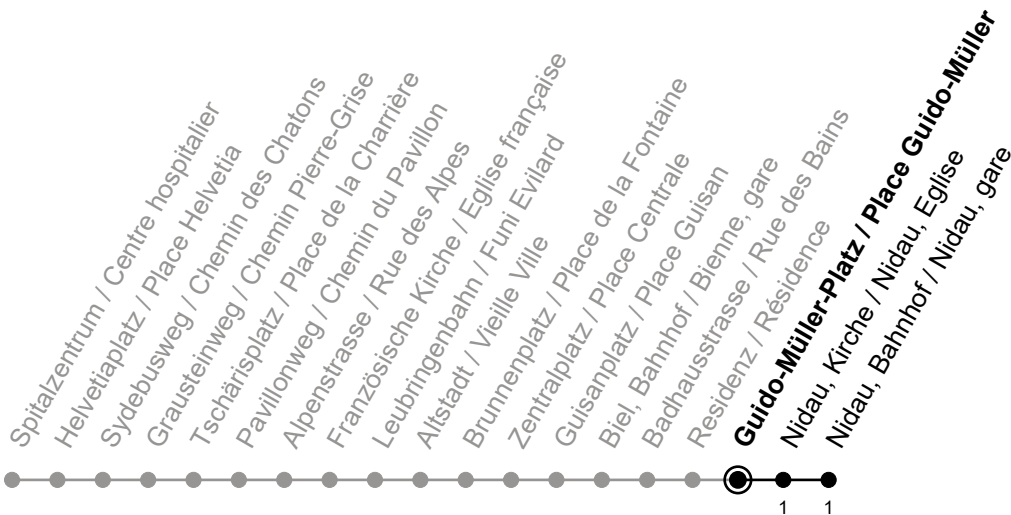 Spitalzentrum / Centre hospitalier
Helvetiaplatz / Place Helvetia
Sydebusweg / Chemin des Chatons
Grausteinweg / Chemin Pierre-Grise
Tschärisplatz / Place de la Charrière
Pavillonweg / Chemin du Pavillon
Alpenstrasse / Rue des Alpes
Französische Kirche / Eglise française
Leubringenbahn / Funi Evilard
Altstadt / Vieille Ville
Brunnenplatz / Place de la Fontaine
Zentralplatz / Place Centrale
Guisanplatz / Place Guisan
Biel, Bahnhof / Bienne, gare
Badhausstrasse / Rue des Bains
Residenz / Résidence
Guido-Müller-Platz / Place Guido-Müller
Nidau, Kirche / Nidau, Eglise
Nidau, Bahnhof / Nidau, gare
1 1